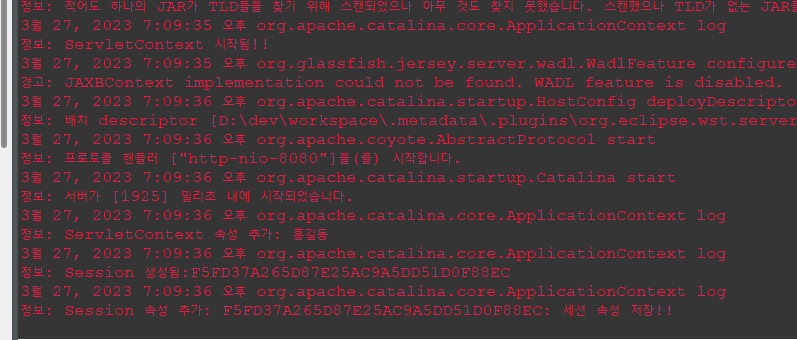 정보: 적어도 하나의 JAR가 TLD들을 찾기 위해 스캔되었으나 아무 것도 찾지 못했습니다. 스캔했으나 TLD가 없는 JAR들
3월 27, 2023 7:09:35 오후 org.apache.catalina.core.ApplicationContext log
정보: ServletContext 시작됨!!
3월 27, 2023 7:09:35 오후 org.glassfish.jersey.server.wadl.WadlFeature configure
경고: JAXBContext implementation could not be found. WADL feature is disabled.
3월 27, 2023 7:09:36 오후 org.apache.catalina.startup.HostConfig deployDescripto
정보: 배치 descriptor [D:\dev\workspace\.metadata\.plugins\org.eclipse.wst.server
3월 27, 2023 7:09:36 오후 org.apache.coyote.AbstractProtocol start
정보: 프로토콜 핸들러 ["http-nio-8080"]을(를) 시작합니다.
3월 27, 2023 7:09:36 오후 org.apache.catalina.startup.Catalina start
정보: 서버가 [1925] 밀리초 내에 시작되었습니다.
3월 27, 2023 7:09:36 오후 org.apache.catalina.core.ApplicationContext log
정보: ServletContext 속성 추가: 홍길동
3월 27, 2023 7:09:36 오후 org.apache.catalina.core.ApplicationContext log
정보: Session 생성됨:F5FD37A265D87E25AC9A5DD51D0F88EC
3월 27, 2023 7:09:36 오후 org.apache.catalina.core.ApplicationContext log
정보: Session 속성 추가: F5FD37A265D87E25AC9A5DD51D0F88EC: 세션 속성 저장!!